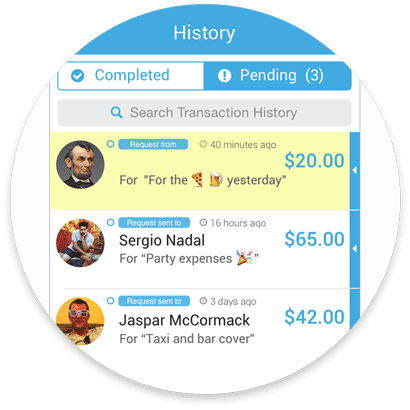 History
Completed
Pending (3)
Search Transaction History
Request from
40 minutes ago
$20.00
For "For the 🍕 🍺 yesterday"
Request sent to
16 hours ago
Sergio Nadal
$65.00
For “Party expenses 🎉”
Request sent to
3 days ago
Jaspar McCormack
$42.00
For “Taxi and bar cover”